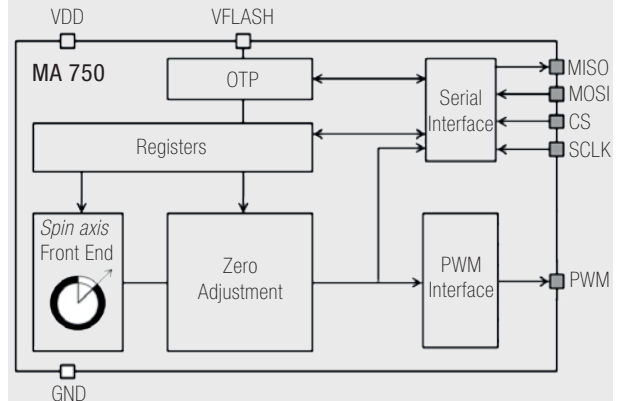 VDD
VFLASH
MA 750
OTP
Serial
Interface
MISO
MOSI
CS
SCLK
Registers
Spin axis
Front End
Zero
Adjustment
PWM
Interface
PWM
GND